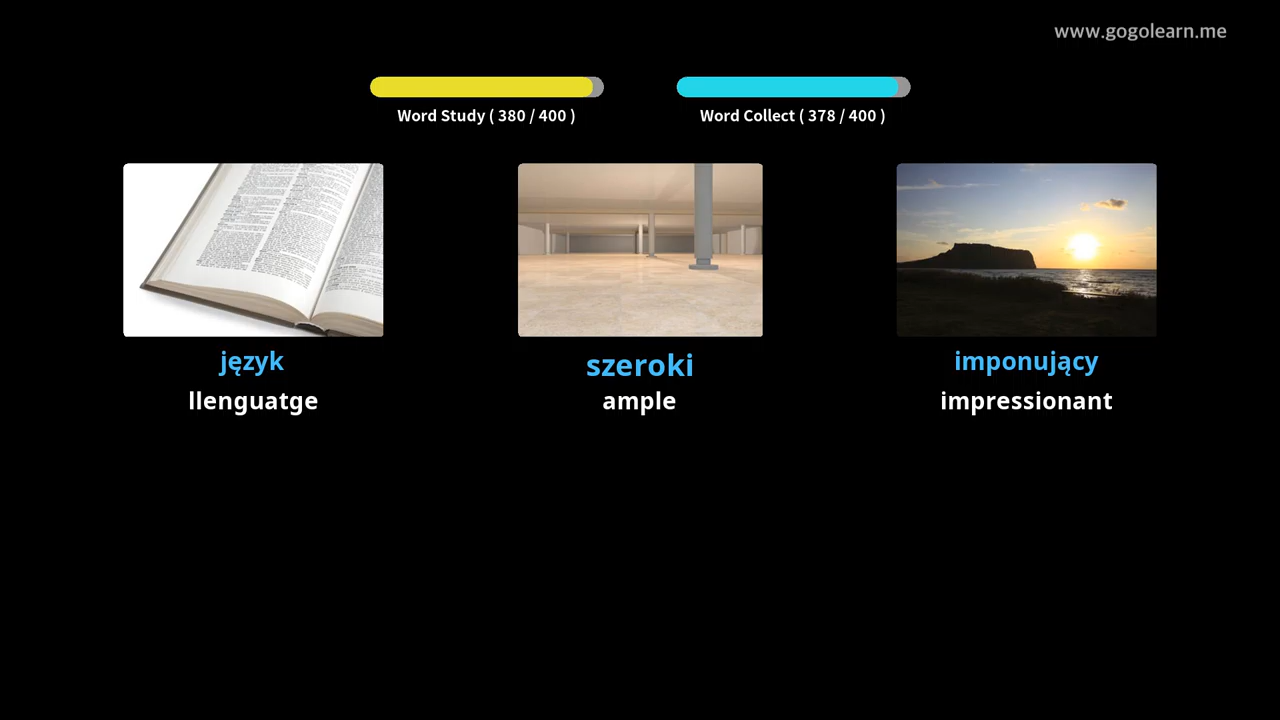 www.gogolearn.me
Word Study ( 380 / 400 )
Word Collect ( 378 / 400 )
język
szeroki
imponujący
llenguatge
ample
impressionant